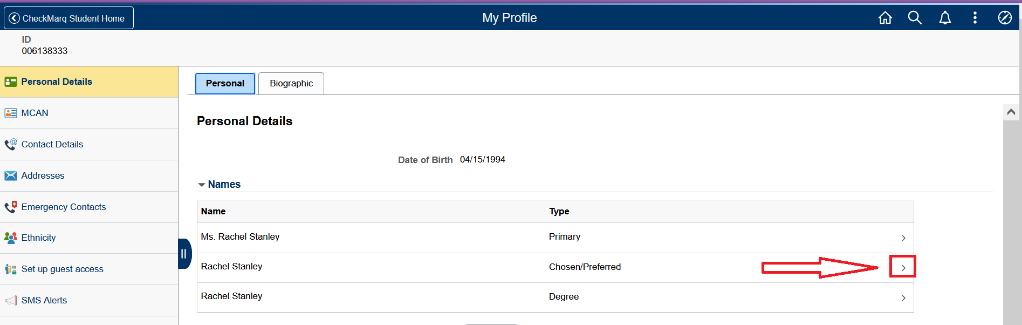 CheckMarq Student Home
My Profile
ID
006138333
Personal Details
MCAN
Contact Details
Addresses
Emergency Contacts
Ethnicity
Set up guest access
SMS Alerts
Personal
Biographic
Personal Details
Date of Birth 04/15/1994
Names
Name Type
Ms. Rachel Stanley Primary
Rachel Stanley Chosen/Preferred
Rachel Stanley Degree